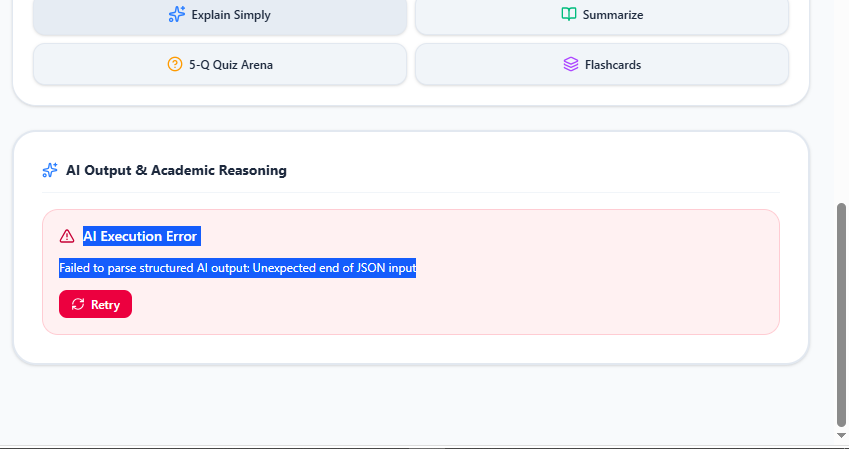 Explain Simply
Summarize
5-Q Quiz Arena
Flashcards
AI Output & Academic Reasoning
AI Execution Error
Failed to parse structured AI output: Unexpected end of JSON input
Retry